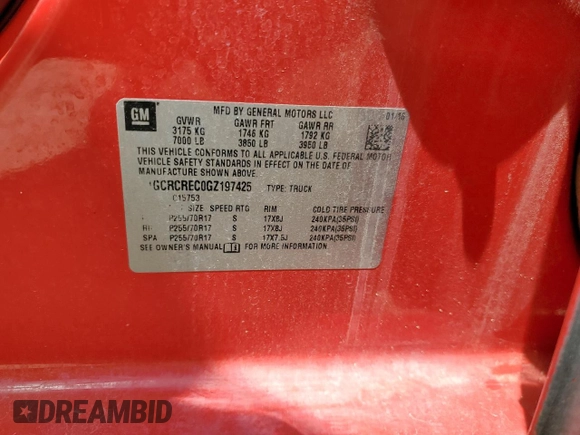 GM
MFD BY GENERAL MOTORS LLC
01/16
GVWR GAWR FRT GAWR RR
3175 KG 1746 KG 1792 KG
7000 LB 3850 LB 3950 LB
THIS VEHICLE CONFORMS TO ALL APPLICABLE U.S. FEDERAL MOTOR
VEHICLE SAFETY STANDARDS IN EFFECT ON THE DATE OF
MANUFACTURE SHOWN ABOVE.
GCRCREC0GZ197425 TYPE: TRUCK
C15753
SIZE SPEED RTG RIM COLD TIRE PRESSURE
P255/70R17 S 17X8J 240KPA(35PSI)
P255/70R17 S 17X8J 240KPA(35PSI)
SPA P255/70R17 S 17X7.5J 240KPA(35PSI)
SEE OWNER'S MANUAL FOR MORE INFORMATION.
DREAMBID